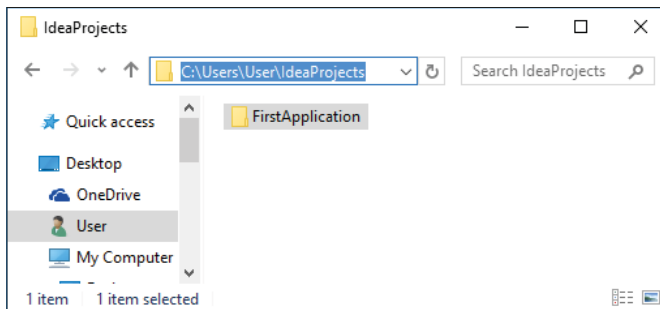 IdeaProjects
C:\Users\User\IdeaProjects
Search IdeaProjects
Quick access
Desktop
OneDrive
User
My Computer
FirstApplication
1 item 1 item selected